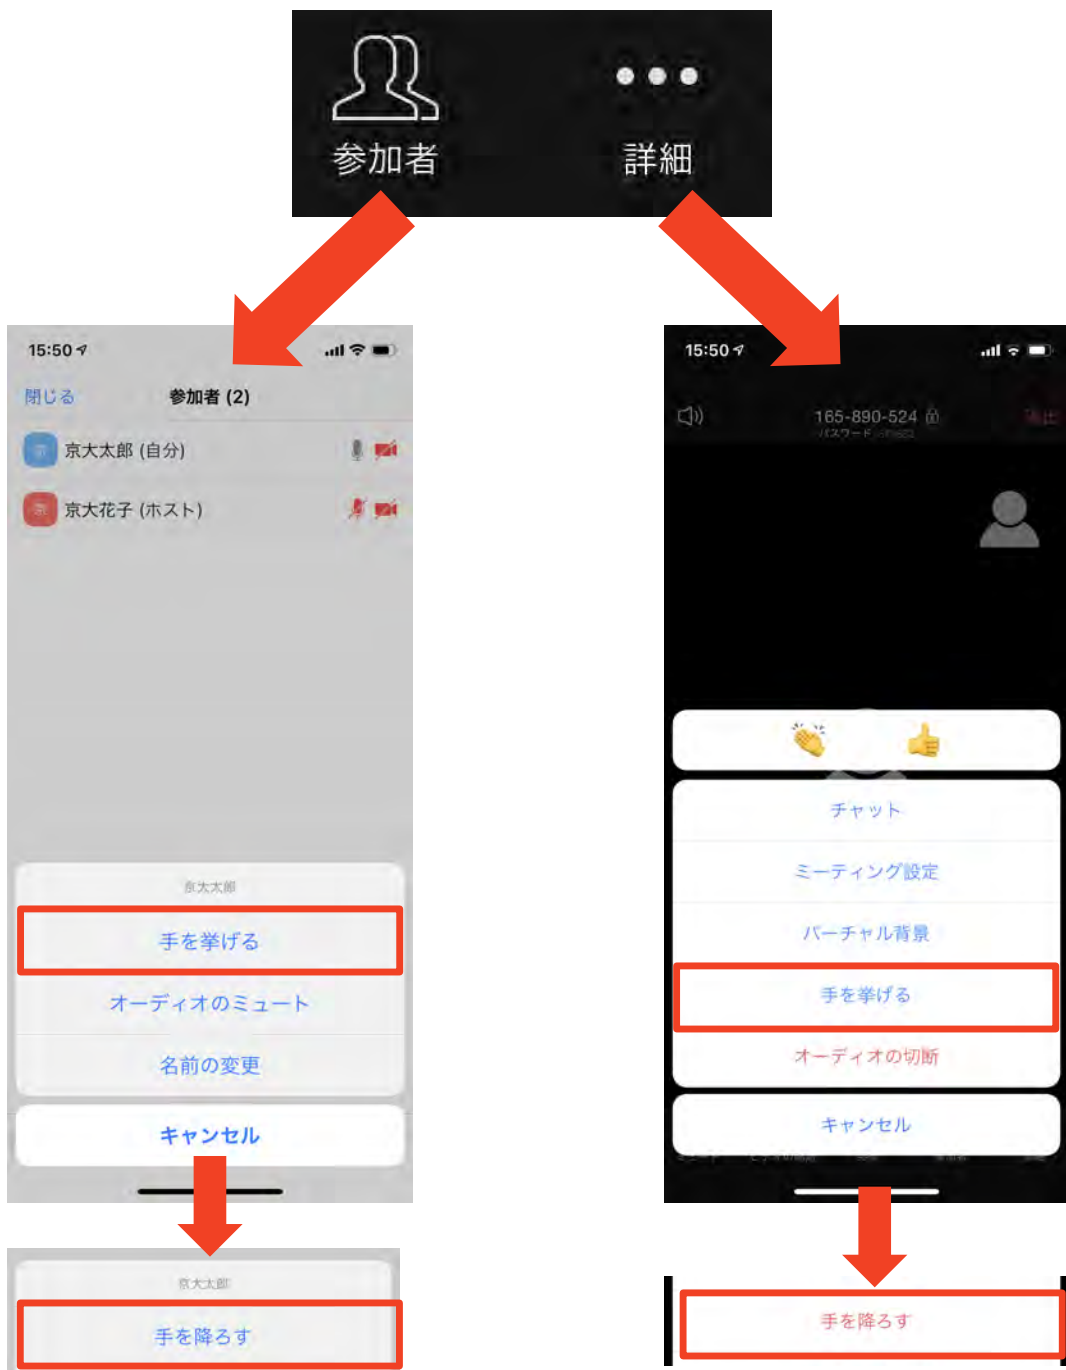 参加者
詳細
15:50
閉じる
参加者 (2)
京大太郎 (自分)
京大花子 (ホスト)
京大太郎
手を挙げる
オーディオのミュート
名前の変更
キャンセル
京大太郎
手を降ろす
15:50
165-890-524
パスワード
チャット
ミーティング設定
バーチャル背景
手を挙げる
オーディオの切断
キャンセル
手を降ろす